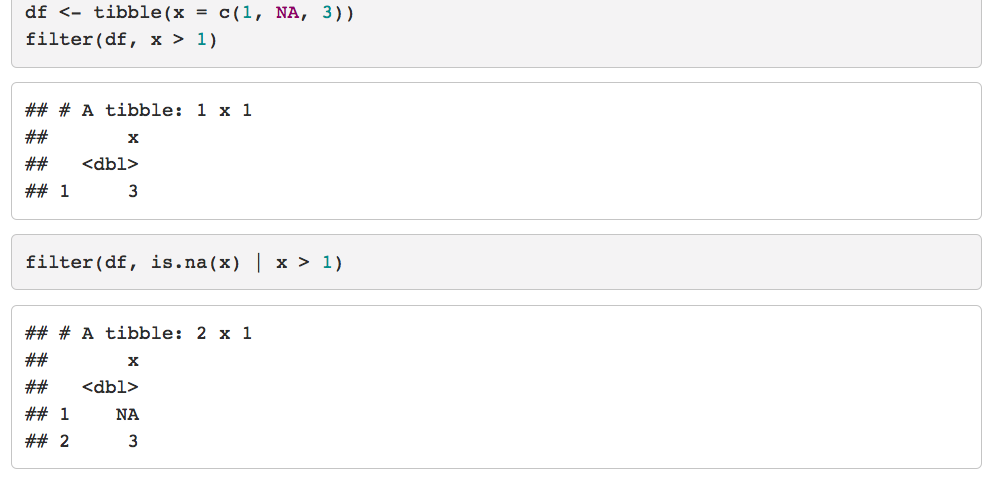 df <- tibble(x = c(1, NA, 3))
filter(df, x > 1)
## # A tibble: 1 x 1
##       x
##   <dbl>
## 1     3
filter(df, is.na(x) | x > 1)
## # A tibble: 2 x 1
##       x
##   <dbl>
## 1    NA
## 2     3